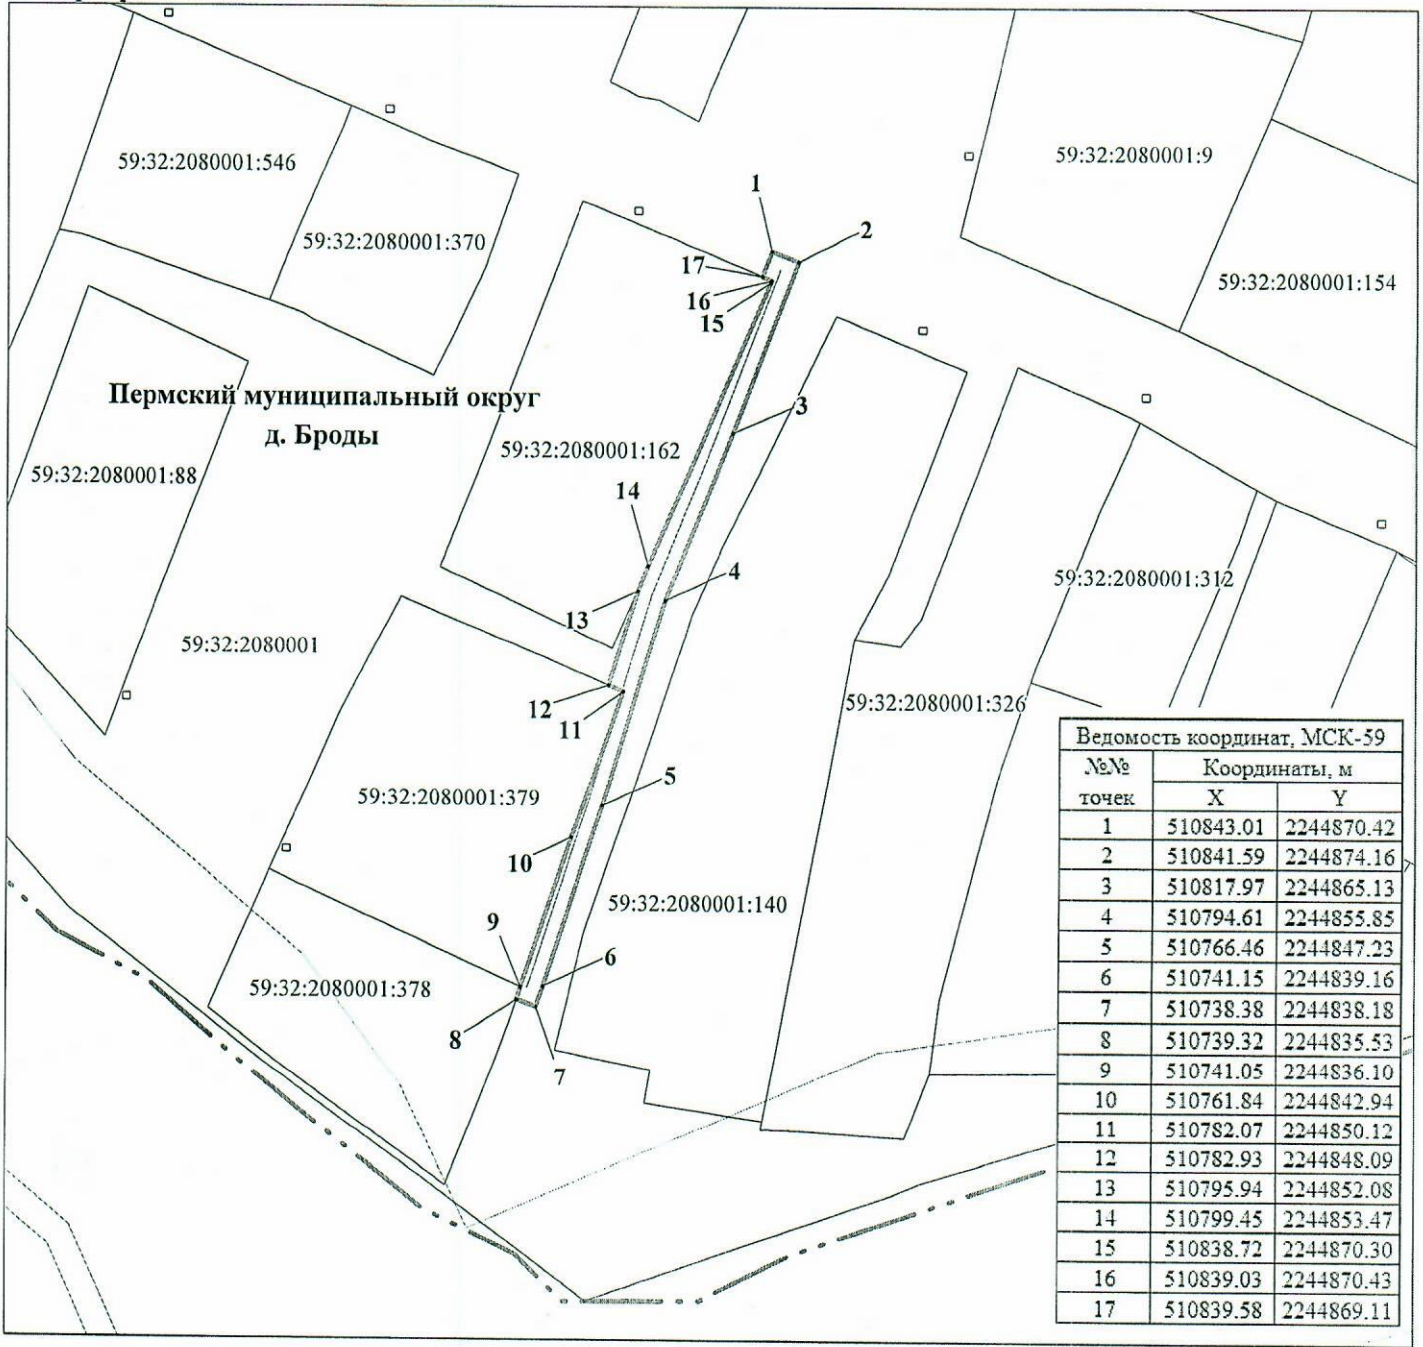 59:32:2080001:546
59:32:2080001:9
1
59:32:2080001:370
2
17
59:32:2080001:154
16
15
Пермский муниципальный округ
3
д. Броды
59:32:2080001:162
59:32:2080001:88
14
4
59:32:2080001:312
13
59:32:2080001
12
11
59:32:2080001:326
5
59:32:2080001:379
10
59:32:2080001:140
9
6
59:32:2080001:378
8
7
Ведомость координат, МСК-59
№№ Координаты, м
точек X Y
1 510843.01 2244870.42
2 510841.59 2244874.16
3 510817.97 2244865.13
4 510794.61 2244855.85
5 510766.46 2244847.23
6 510741.15 2244839.16
7 510738.38 2244838.18
8 510739.32 2244835.53
9 510741.05 2244836.10
10 510761.84 2244842.94
11 510782.07 2244850.12
12 510782.93 2244848.09
13 510795.94 2244852.08
14 510799.45 2244853.47
15 510838.72 2244870.30
16 510839.03 2244870.43
17 510839.58 2244869.11